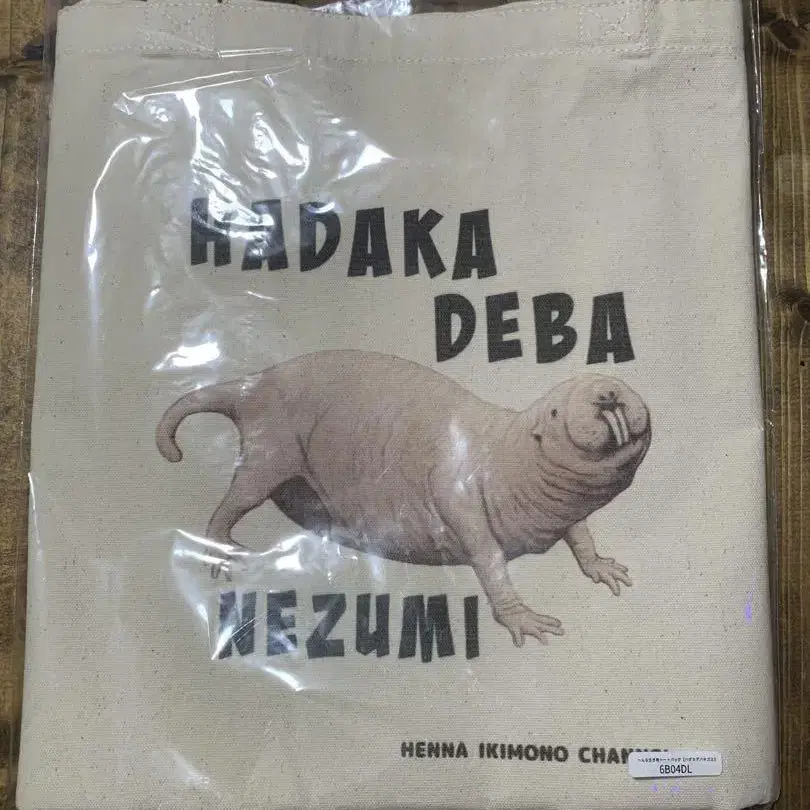 HADAKA
DEBA
NEZUMI
HENNA IKIMONO
6B04DL